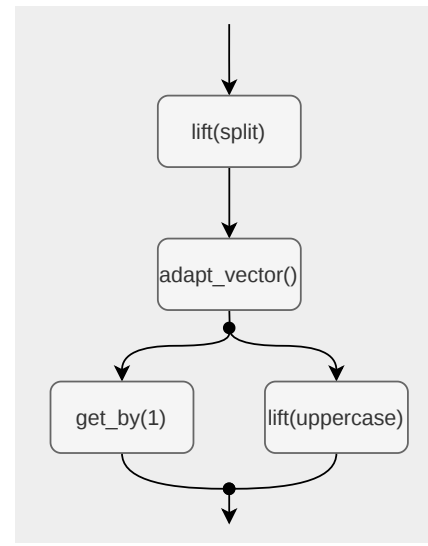 lift(split)
adapt_vector()
get_by(1)
lift(uppercase)